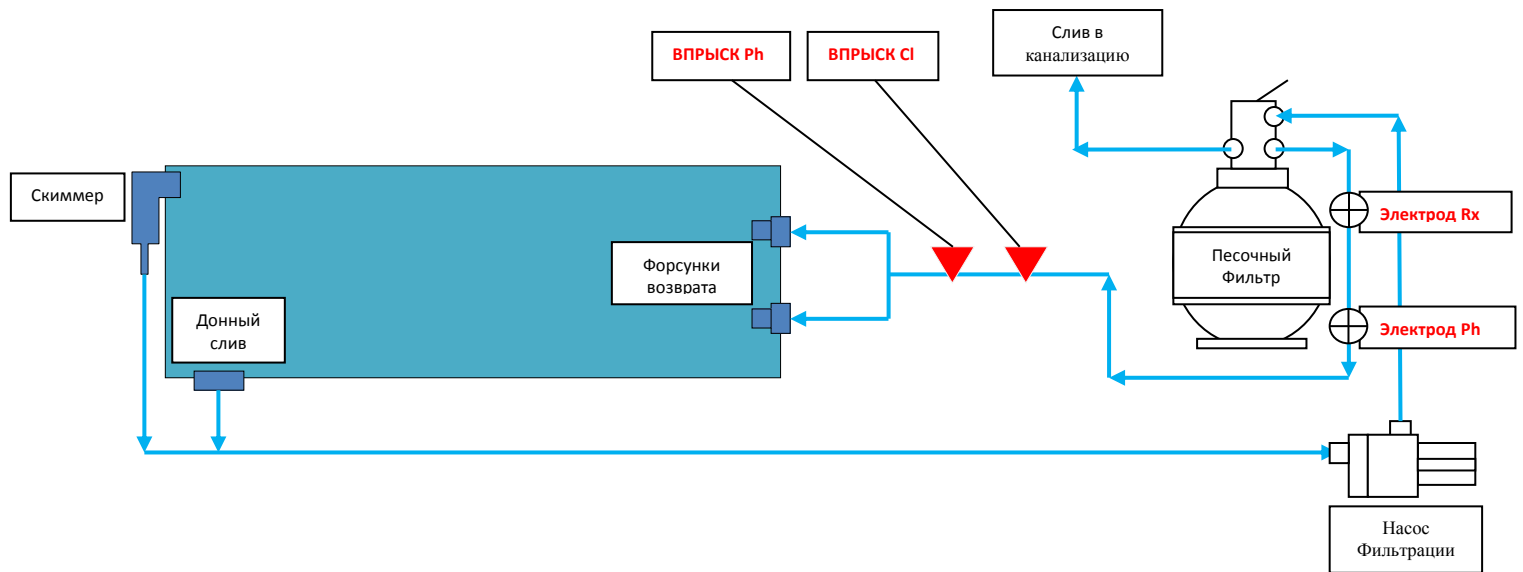 Слив в
канализацию
ВПРЫСК Ph
ВПРЫСК Cl
Скиммер
Электрод Rx
Форсунки
возврата
Песочный
Фильтр
Донный
слив
Электрод Ph
Насос
Фильтрации